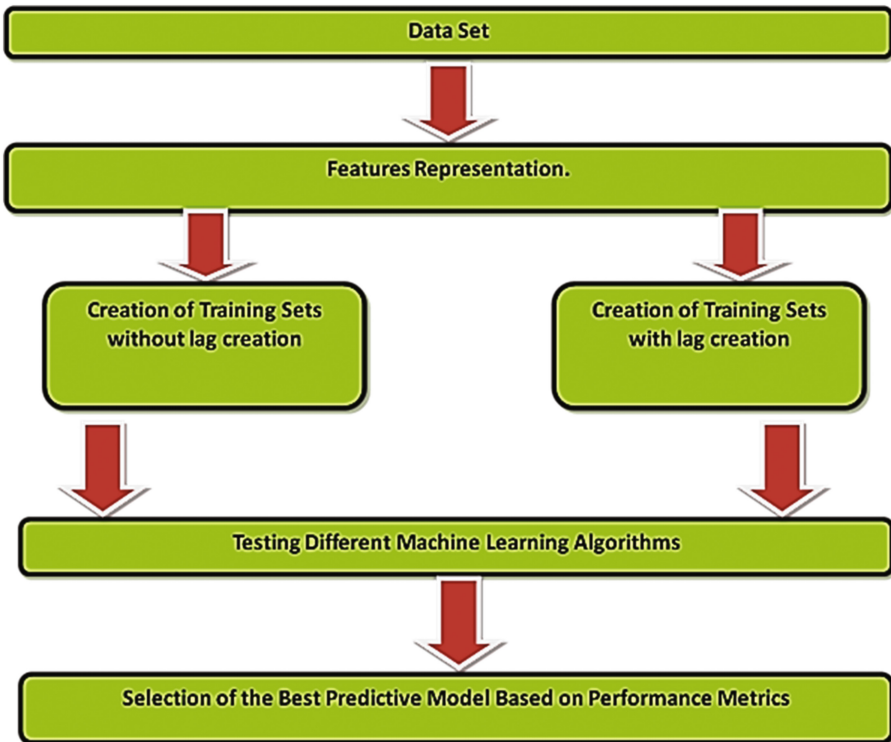 Data Set
Features Representation.
Creation of Training Sets
without lag creation
Creation of Training Sets
with lag creation
Testing Different Machine Learning Algorithms
Selection of the Best Predictive Model Based on Performance Metrics